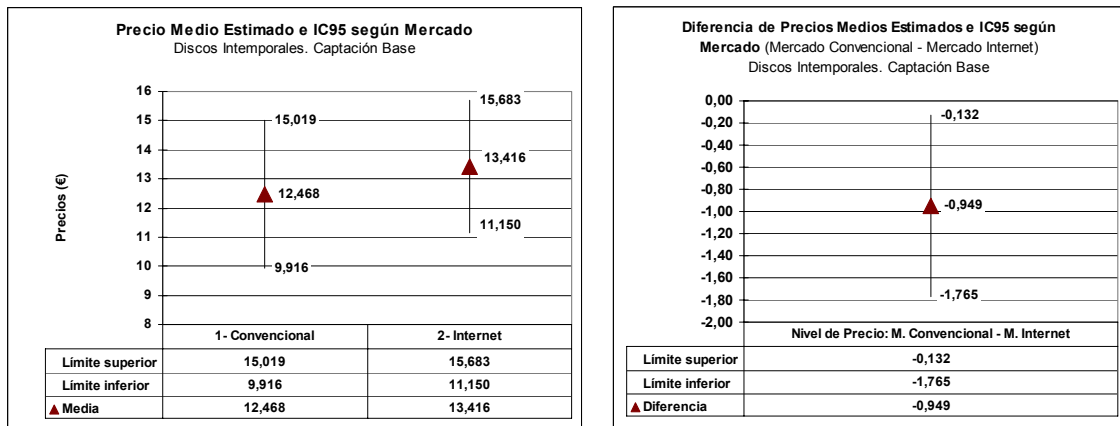 Precio Medio Estimado e IC95 según Mercado
Discos Intemporales. Captación Base
Precios (€)
16
15
14
13
12
11
10
9
8
15,019
12,468
9,916
15,683
13,416
11,150
1- Convencional 2- Internet
Límite superior 15,019 15,683
Límite inferior 9,916 11,150
Media 12,468 13,416
Diferencia de Precios Medios Estimados e IC95 según
Mercado (Mercado Convencional - Mercado Internet)
Discos Intemporales. Captación Base
0,00
-0,20
-0,40
-0,60
-0,80
-1,00
-1,20
-1,40
-1,60
-1,80
-2,00
-0,132
-0,949
-1,765
Nivel de Precio: M. Convencional - M. Internet
Límite superior -0,132
Límite inferior -1,765
Diferencia -0,949